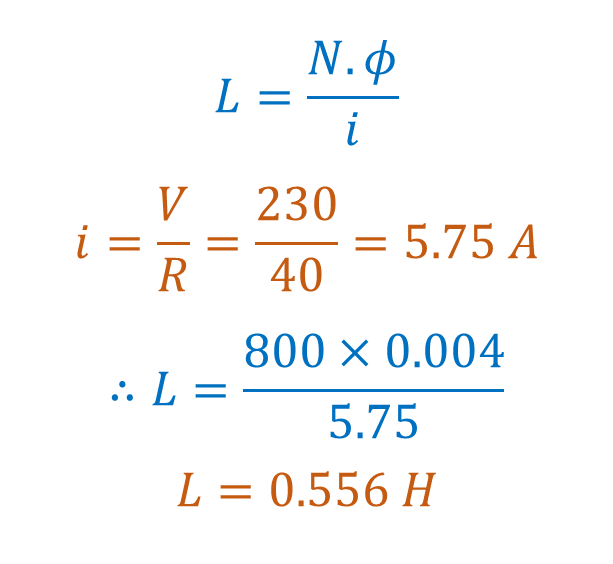 L = N.ϕ / i
i = V / R = 230 / 40 = 5.75 A
∴ L = 800 × 0.004 / 5.75
L = 0.556 H